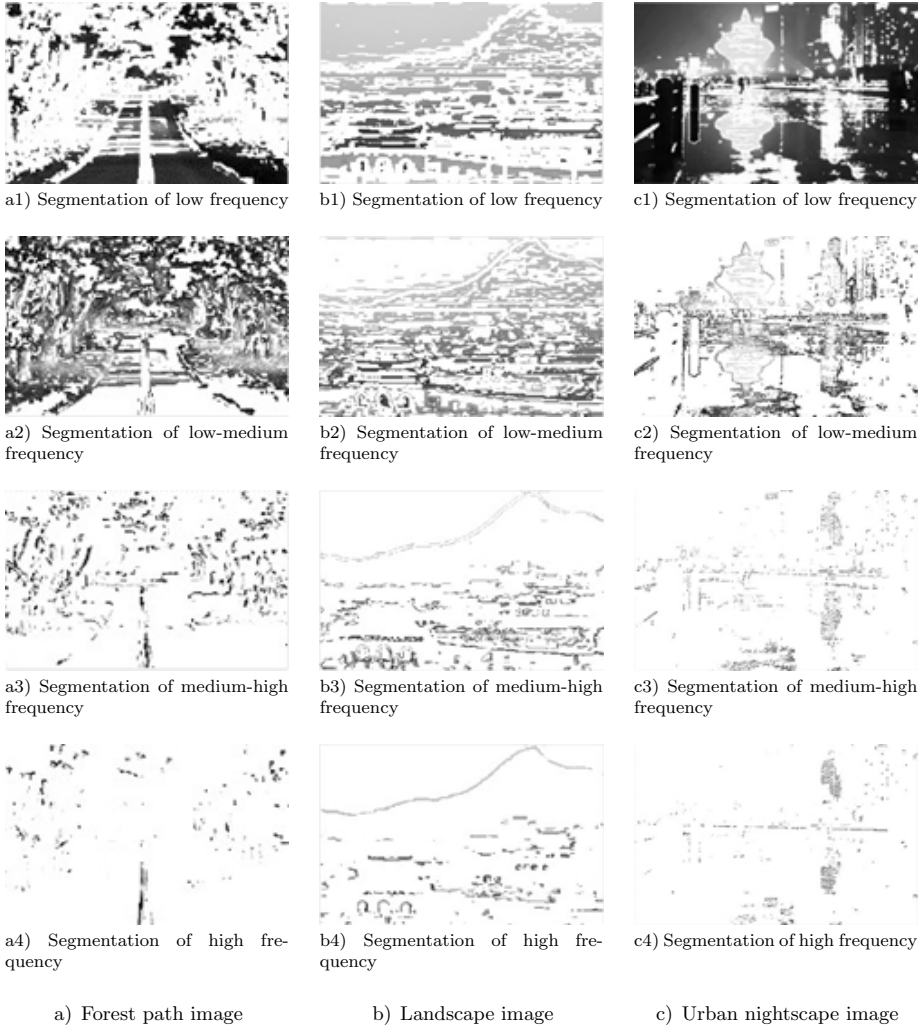 a1) Segmentation of low frequency
b1) Segmentation of low frequency
c1) Segmentation of low frequency
a2) Segmentation of low-medium
frequency
b2) Segmentation of low-medium
frequency
c2) Segmentation of low-medium
frequency
a3) Segmentation of medium-high
frequency
b3) Segmentation of medium-high
frequency
c3) Segmentation of medium-high
frequency
a4) Segmentation of high fre-
quency
b4) Segmentation of high fre-
quency
c4) Segmentation of high frequency
a) Forest path image
b) Landscape image
c) Urban nightscape image